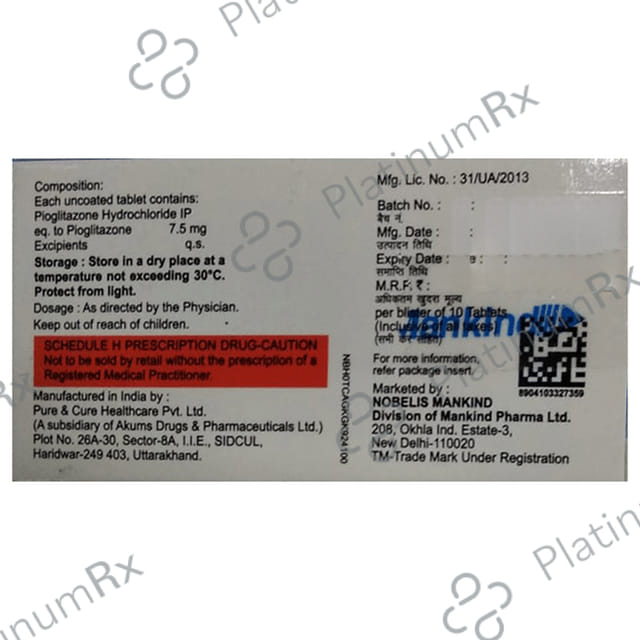 Composition:
Each uncoated tablet contains:
Pioglitazone Hydrochloride IP
eq. to Pioglitazone 7.5 mg
Excipients q.s.
Storage : Store in a dry place at a
temperature not exceeding 30°C.
Protect from light.
Dosage : As directed by the Physician.
Keep out of reach of children.
SCHEDULE H PRESCRIPTION DRUG-CAUTION
Not to be sold by retail without the prescription of a
Registered Medical Practitioner.
Manufactured in India by :
Pure & Cure Healthcare Pvt. Ltd.
(A subsidiary of Akums Drugs & Pharmaceuticals Ltd.)
Plot No. 26A-30, Sector-8A, I.I.E., SIDCUL,
Haridwar-249 403, Uttarakhand.
Mfg. Lic. No. : 31/UA/2013
Batch No. : :
बैच नं.
Mfg. Date : :
उत्पादन तिथि
Expiry Date : :
समाप्ति तिथि
M.R.P. ₹ :
अधिकतम खुदरा मूल्य
per blister of 10 Tablets
(Inclusive of all taxes)
(सभी कर सहित)
Mankind
For more information,
refer package insert.
8904103327359
Marketed by :
NOBELIS MANKIND
Division of Mankind Pharma Ltd.
208, Okhla Ind. Estate-3,
New Delhi-110020
TM-Trade Mark Under Registration
PlatinumRx
PlatinumRx
PlatinumRx